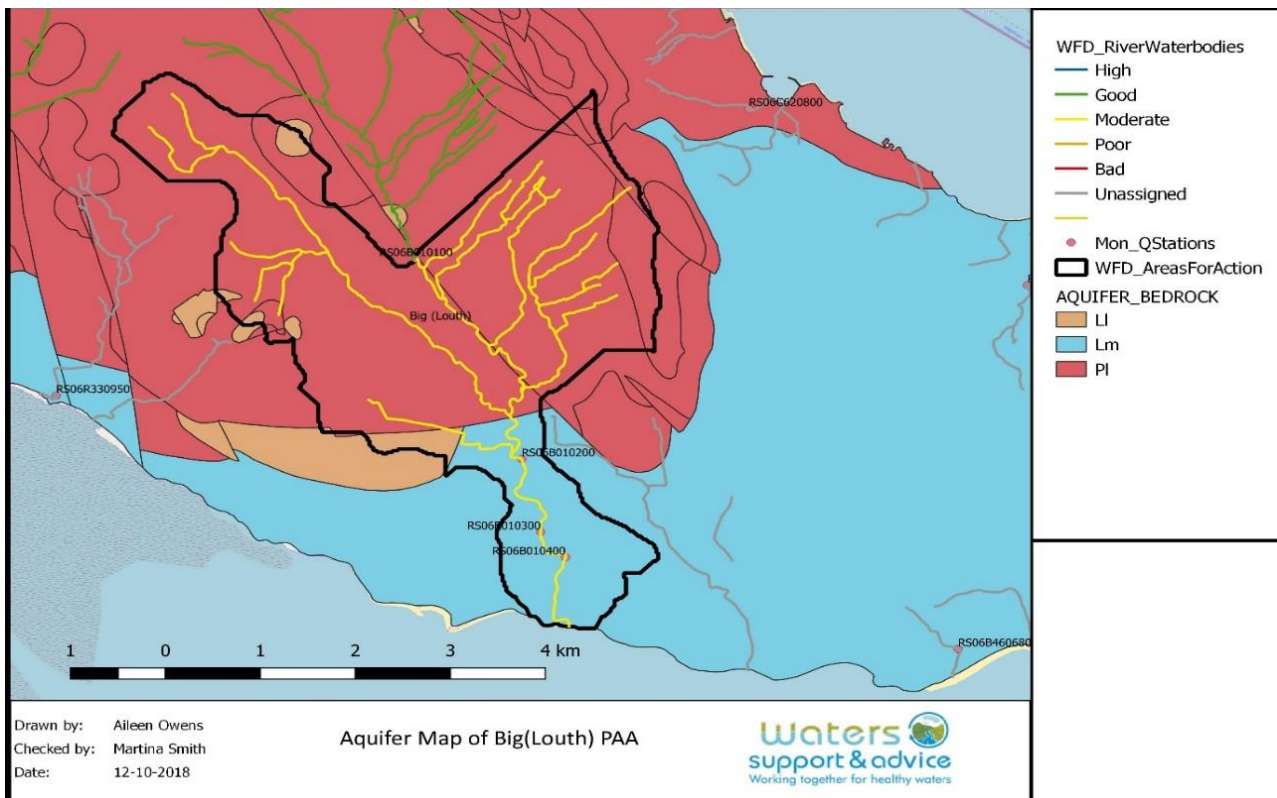 RS06C620800
RS06B010100
Big (Louth)
RS06R330950
RS06B010200
RS06B010300
RS06B010400
RS06B460680
1 0 1 2 3 4 km
WFD_RiverWaterbodies
High
Good
Moderate
Poor
Bad
Unassigned
Mon_QStations
WFD_AreasForAction
AQUIFER_BEDROCK
Ll
Lm
Pl
Drawn by: Aileen Owens
Checked by: Martina Smith
Date: 12-10-2018
Aquifer Map of Big(Louth) PAA
waters
support & advice
Working together for healthy waters